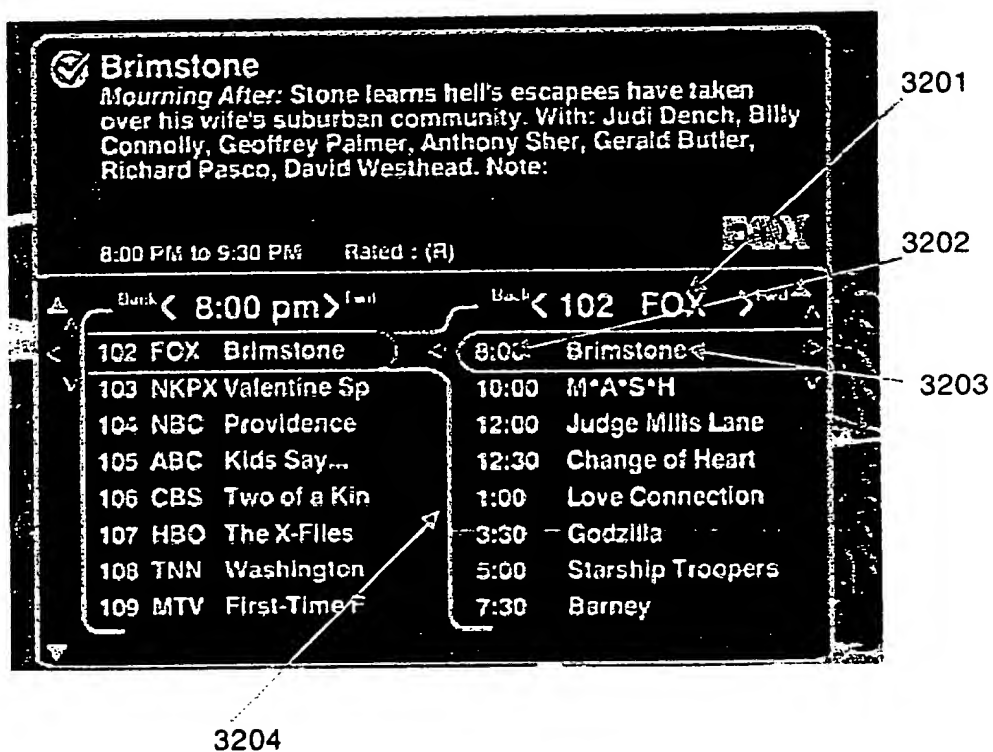 Brimstone
Mourning After: Stone learns hell's escapees have taken
over his wife's suburban community. With: Judi Dench, Billy
Connolly, Geoffrey Palmer, Anthony Sher, Gerald Butler,
Richard Pasco, David Westhead. Note:
FOX
8:00 PM to 9:30 PM Rated : (R)
Back < 8:00 pm > Fwd
102 FOX Brimstone
103 NKPX Valentine Sp
104 NBC Providence
105 ABC Kids Say...
106 CBS Two of a Kin
107 HBO The X-Files
108 TNN Washington
109 MTV First-Time F
Back < 102 FOX > Fwd
8:00 Brimstone
10:00 M*A*S*H
12:00 Judge Mills Lane
12:30 Change of Heart
1:00 Love Connection
3:30 Godzilla
5:00 Starship Troopers
7:30 Barney
3201
3202
3203
3204